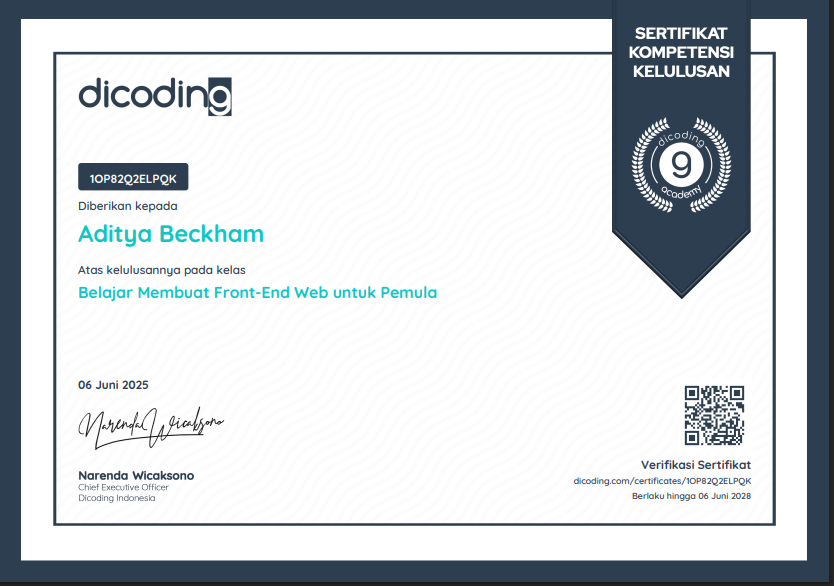 SERTIFIKAT
KOMPETENSI
KELULUSAN
dicoding
dicoding
9
academy
1OP82Q2ELPQK
Diberikan kepada
Aditya Beckham
Atas kelulusannya pada kelas
Belajar Membuat Front-End Web untuk Pemula
06 Juni 2025
Narenda Wicaksono
Narenda Wicaksono
Chief Executive Officer
Dicoding Indonesia
Verifikasi Sertifikat
dicoding.com/certificates/1OP82Q2ELPQK
Berlaku hingga 06 Juni 2028